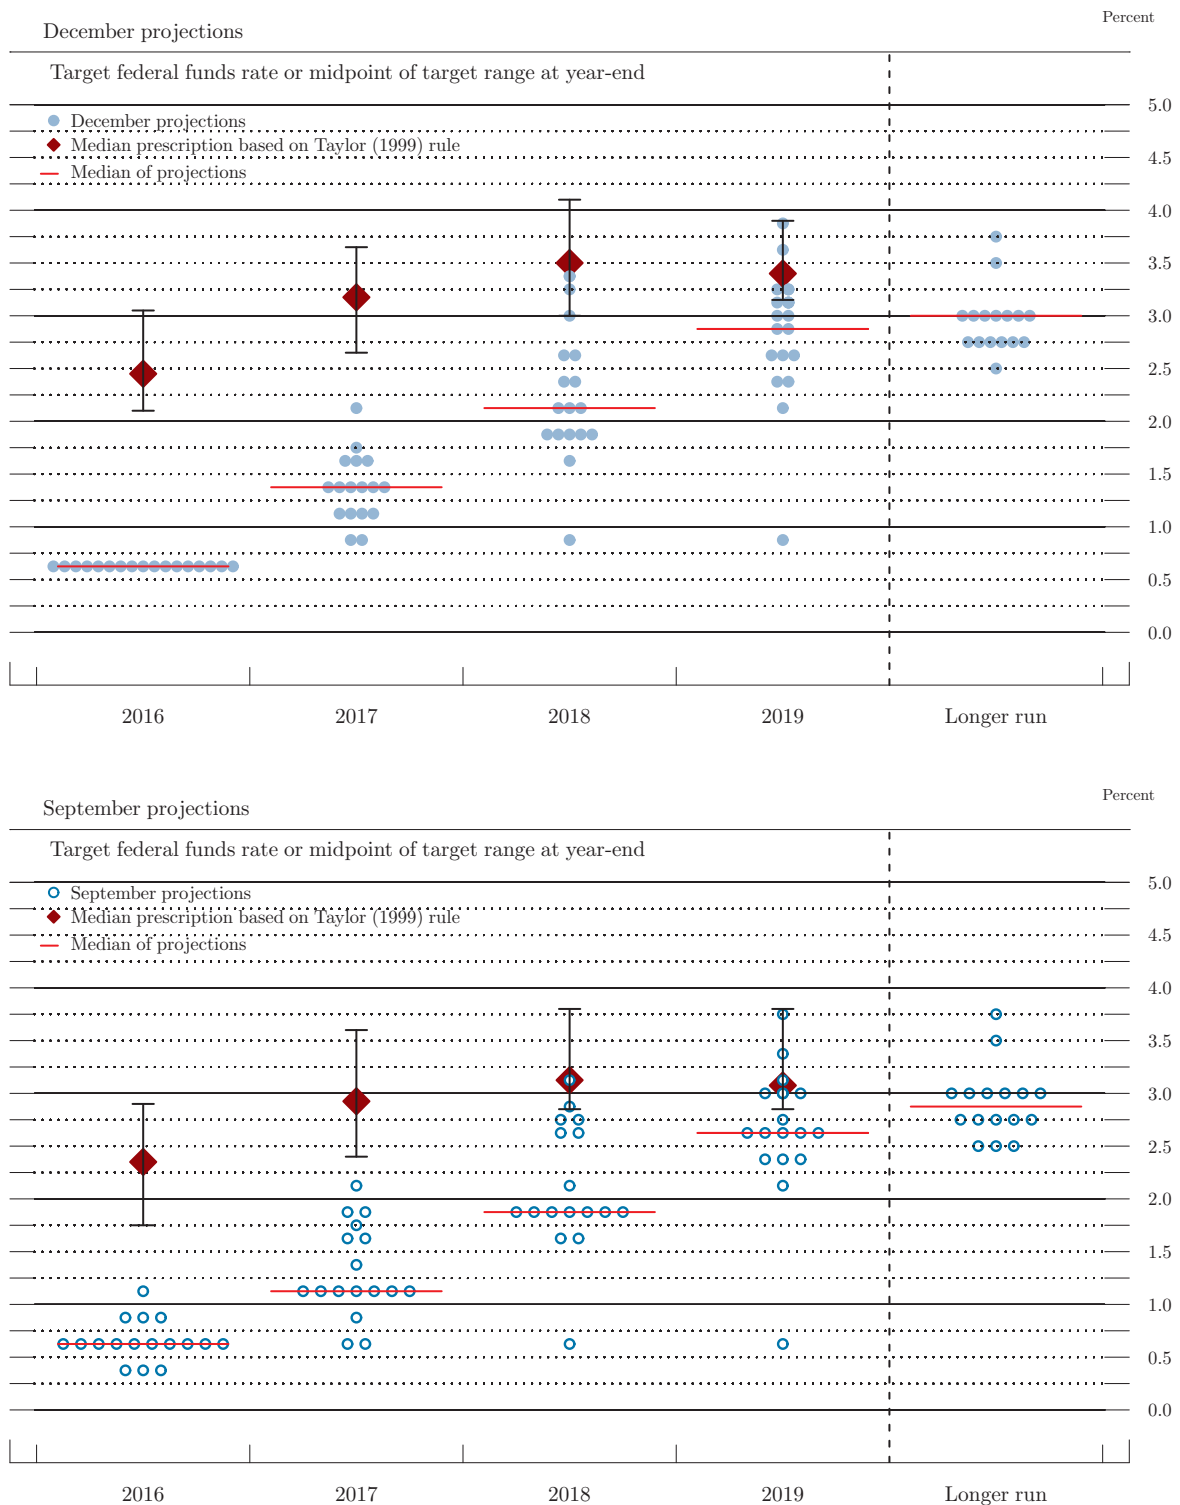 Percent
December projections
Target federal funds rate or midpoint of target range at year-end
December projections
Median prescription based on Taylor (1999) rule
Median of projections
5.0
4.5
4.0
3.5
3.0
2.5
2.0
1.5
1.0
0.5
0.0
2016 2017 2018 2019 Longer run
Percent
September projections
Target federal funds rate or midpoint of target range at year-end
September projections
Median prescription based on Taylor (1999) rule
Median of projections
5.0
4.5
4.0
3.5
3.0
2.5
2.0
1.5
1.0
0.5
0.0
2016 2017 2018 2019 Longer run